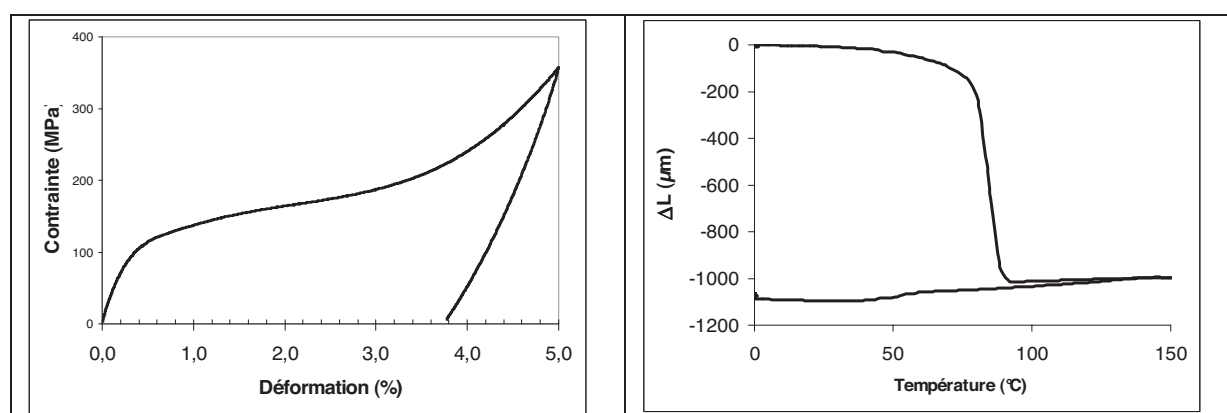 400
300
200
100
0
Contrainte (MPa)
0,0 1,0 2,0 3,0 4,0 5,0
Déformation (%)
0
-200
-400
-600
-800
-1000
-1200
ΔL (µm)
0 50 100 150
Température (°C)